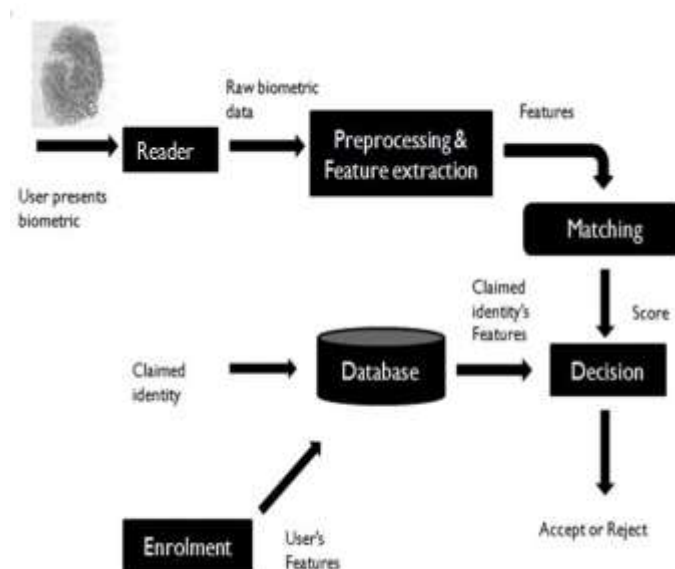 Raw biometric
data
Features
Reader
Preprocessing &
Feature extraction
User presents
biometric
Matching
Claimed
identity's
Features
Score
Claimed
identity
Database
Decision
Enrolment
User's
Features
Accept or Reject